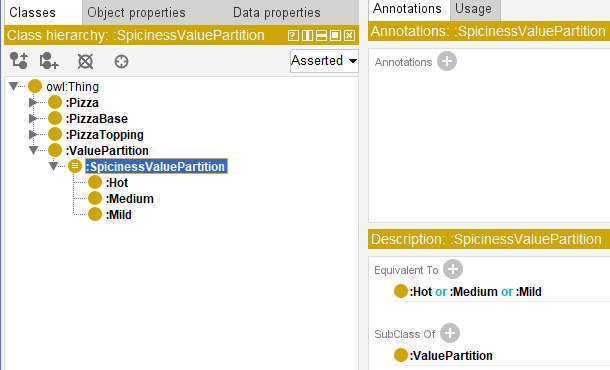 Classes Object properties Data properties
Class hierarchy: :SpicinessValuePartition
Asserted
owl:Thing
:Pizza
:PizzaBase
:PizzaTopping
:ValuePartition
:SpicinessValuePartition
:Hot
:Medium
:Mild
Annotations Usage
Annotations: :SpicinessValuePartition
Annotations
Description: :SpicinessValuePartition
Equivalent To
:Hot or :Medium or :Mild
SubClass Of
:ValuePartition